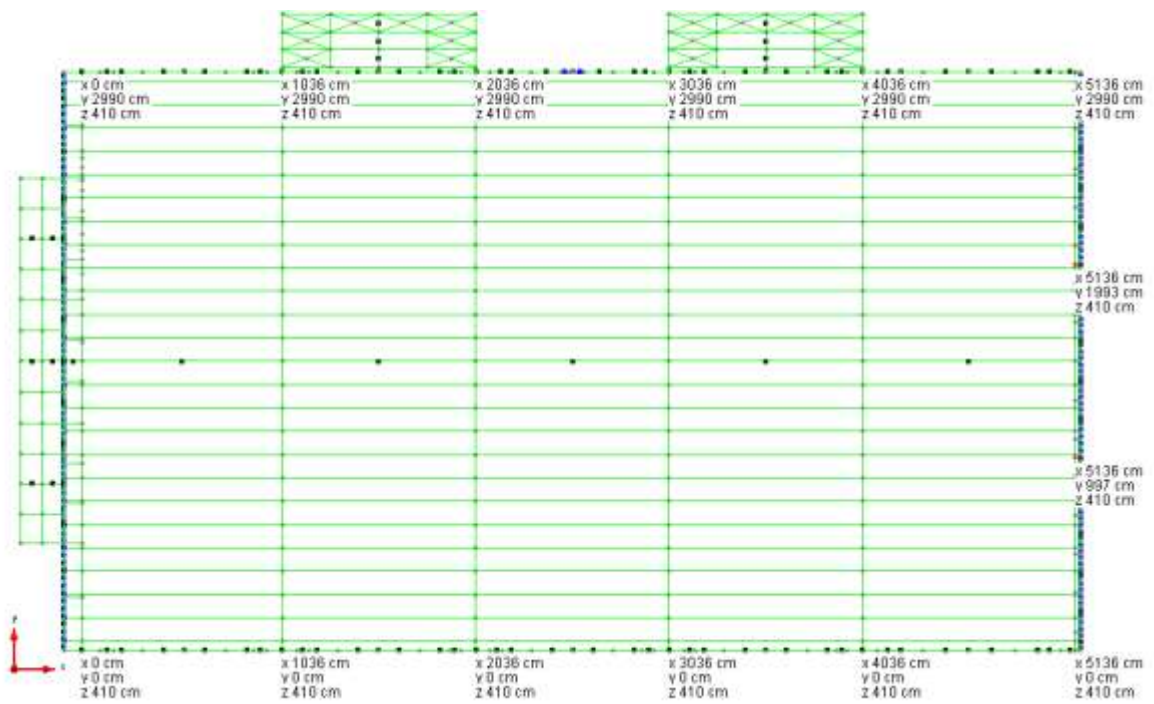 x 0 cm
y 2990 cm
z 410 cm
x 1036 cm
y 2990 cm
z 410 cm
x 2036 cm
y 2990 cm
z 410 cm
x 3036 cm
y 2990 cm
z 410 cm
x 4036 cm
y 2990 cm
z 410 cm
x 5136 cm
y 2990 cm
z 410 cm
x 5136 cm
y 1993 cm
z 410 cm
x 5136 cm
y 997 cm
z 410 cm
x 0 cm
y 0 cm
z 410 cm
x 1036 cm
y 0 cm
z 410 cm
x 2036 cm
y 0 cm
z 410 cm
x 3036 cm
y 0 cm
z 410 cm
x 4036 cm
y 0 cm
z 410 cm
x 5136 cm
y 0 cm
z 410 cm